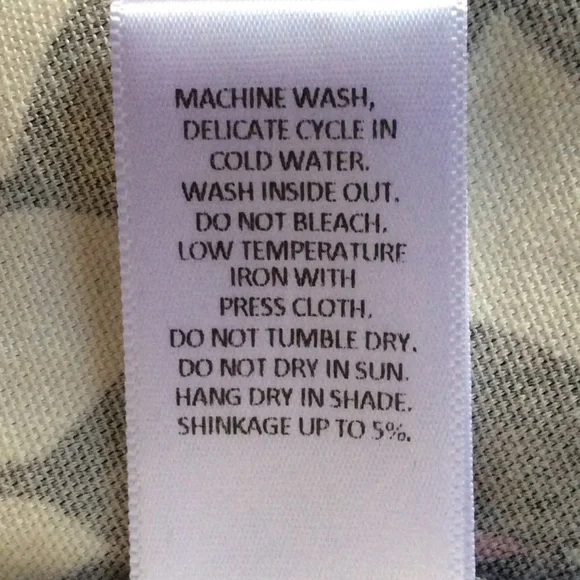 MACHINE WASH,
DELICATE CYCLE IN
COLD WATER.
WASH INSIDE OUT.
DO NOT BLEACH.
LOW TEMPERATURE
IRON WITH
PRESS CLOTH.
DO NOT TUMBLE DRY.
DO NOT DRY IN SUN.
HANG DRY IN SHADE.
SHINKAGE UP TO 5%.